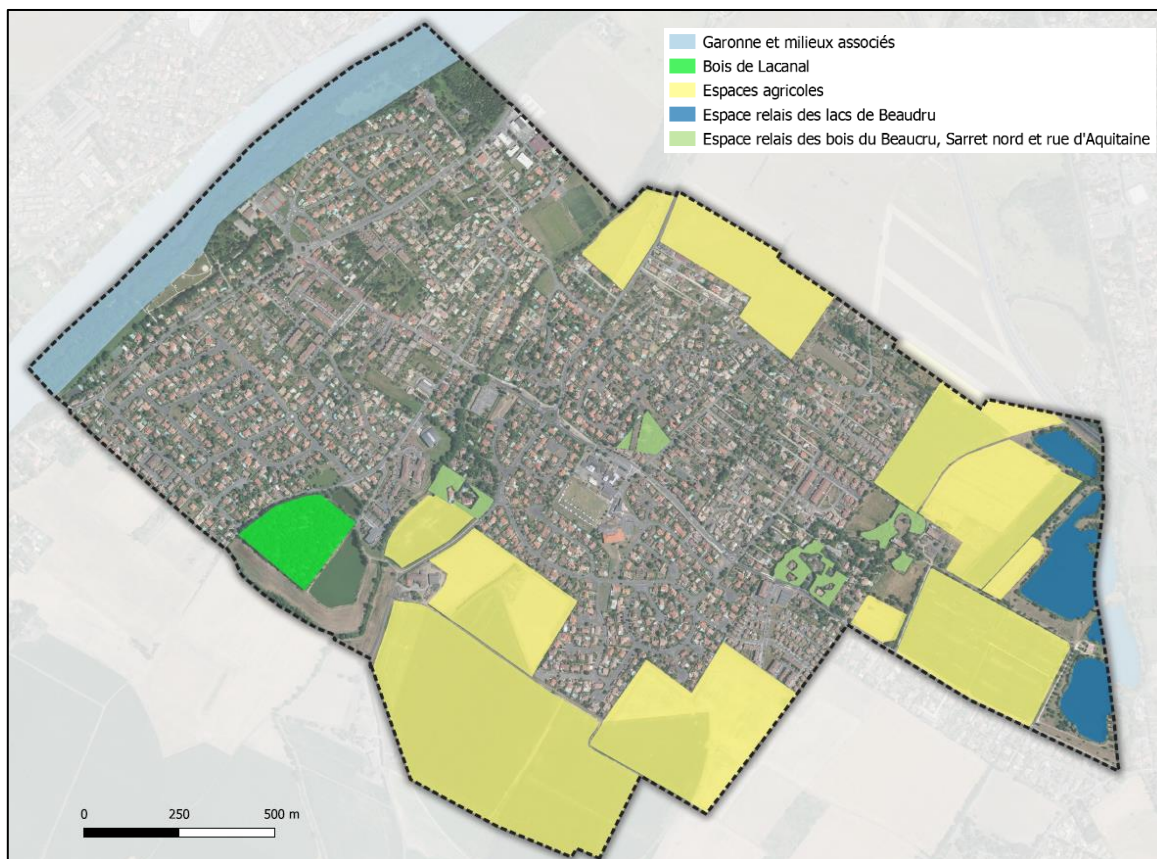 Garonne et milieux associés
Bois de Lacanal
Espaces agricoles
Espace relais des lacs de Beaudru
Espace relais des bois du Beaucru, Sarret nord et rue d'Aquitaine
0 250 500 m